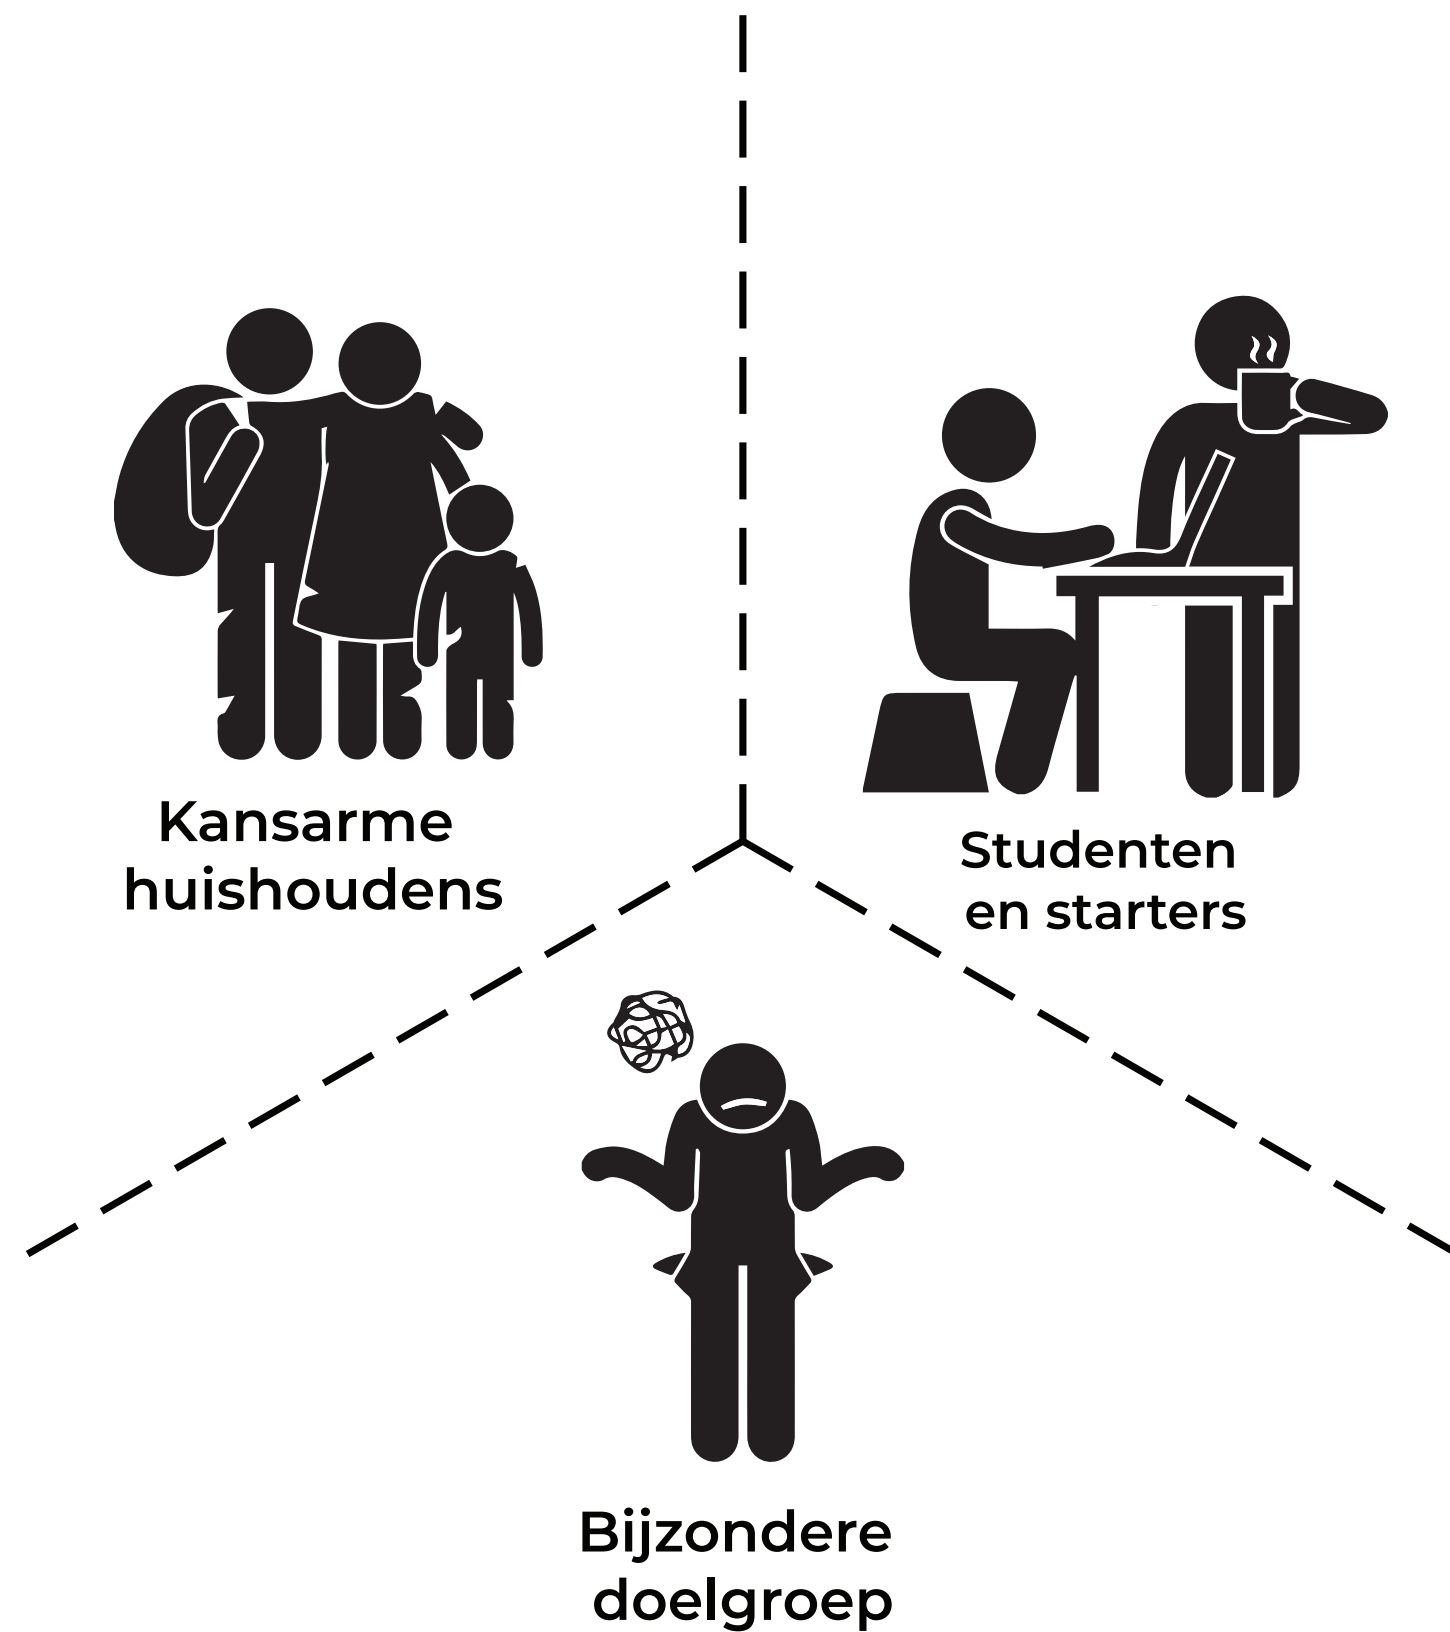 Kansarme
huishoudens
Studenten
en starters
Bijzondere
doelgroep